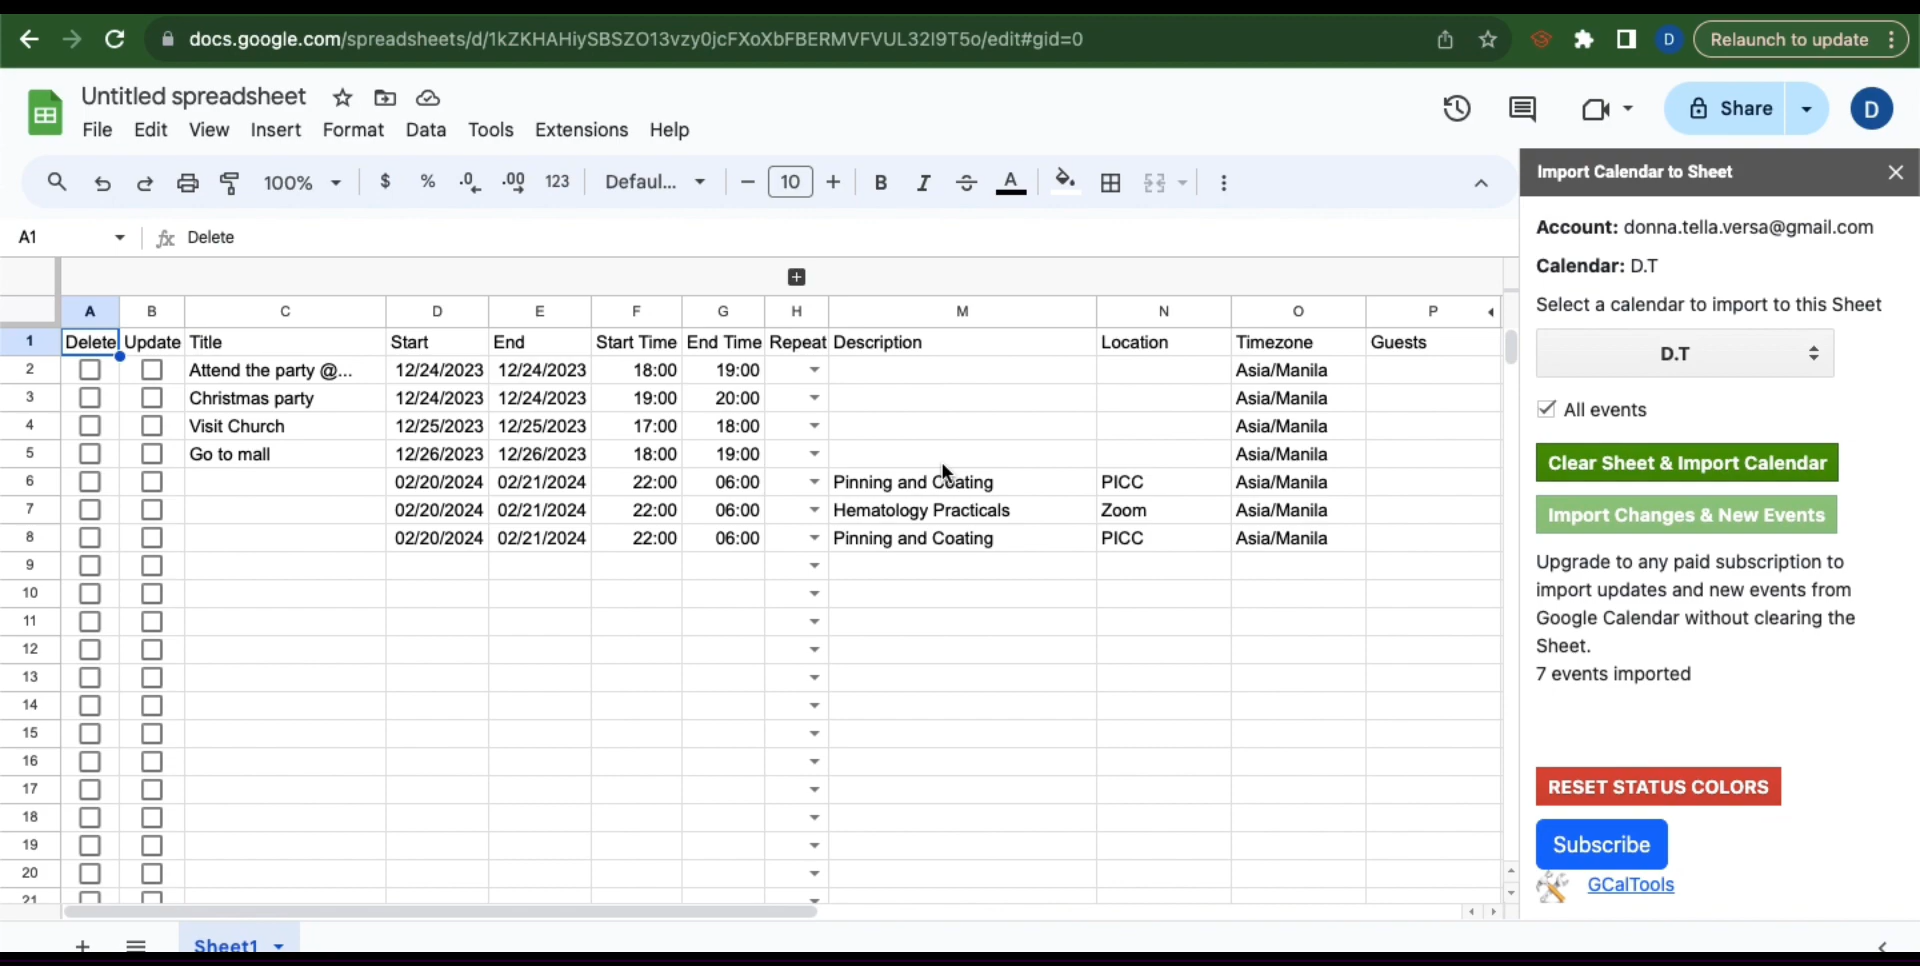 docs.google.com/spreadsheets/d/1kZKHAHiySBSZO13vzy0jcFXoXbFBERMVFVUL32I9T5o/edit#gid=0
D
Relaunch to update
Untitled spreadsheet
File Edit View Insert Format Data Tools Extensions Help
Share
D
100% $ % .0 .00 123 Defaul... 10 B I A
A1 fx Delete
A B C D E F G H M N O P
1 Delete Update Title Start End Start Time End Time Repeat Description Location Timezone Guests
2 Attend the party @... 12/24/2023 12/24/2023 18:00 19:00 Asia/Manila
3 Christmas party 12/24/2023 12/24/2023 19:00 20:00 Asia/Manila
4 Visit Church 12/25/2023 12/25/2023 17:00 18:00 Asia/Manila
5 Go to mall 12/26/2023 12/26/2023 18:00 19:00 Asia/Manila
6 02/20/2024 02/21/2024 22:00 06:00 Pinning and Coating PICC Asia/Manila
7 02/20/2024 02/21/2024 22:00 06:00 Hematology Practicals Zoom Asia/Manila
8 02/20/2024 02/21/2024 22:00 06:00 Pinning and Coating PICC Asia/Manila
9
10
11
12
13
14
15
16
17
18
19
20
21
Sheet1
Import Calendar to Sheet
Account: donna.tella.versa@gmail.com
Calendar: D.T
Select a calendar to import to this Sheet
D.T
All events
Clear Sheet & Import Calendar
Import Changes & New Events
Upgrade to any paid subscription to
import updates and new events from
Google Calendar without clearing the
Sheet.
7 events imported
RESET STATUS COLORS
Subscribe
GCalTools